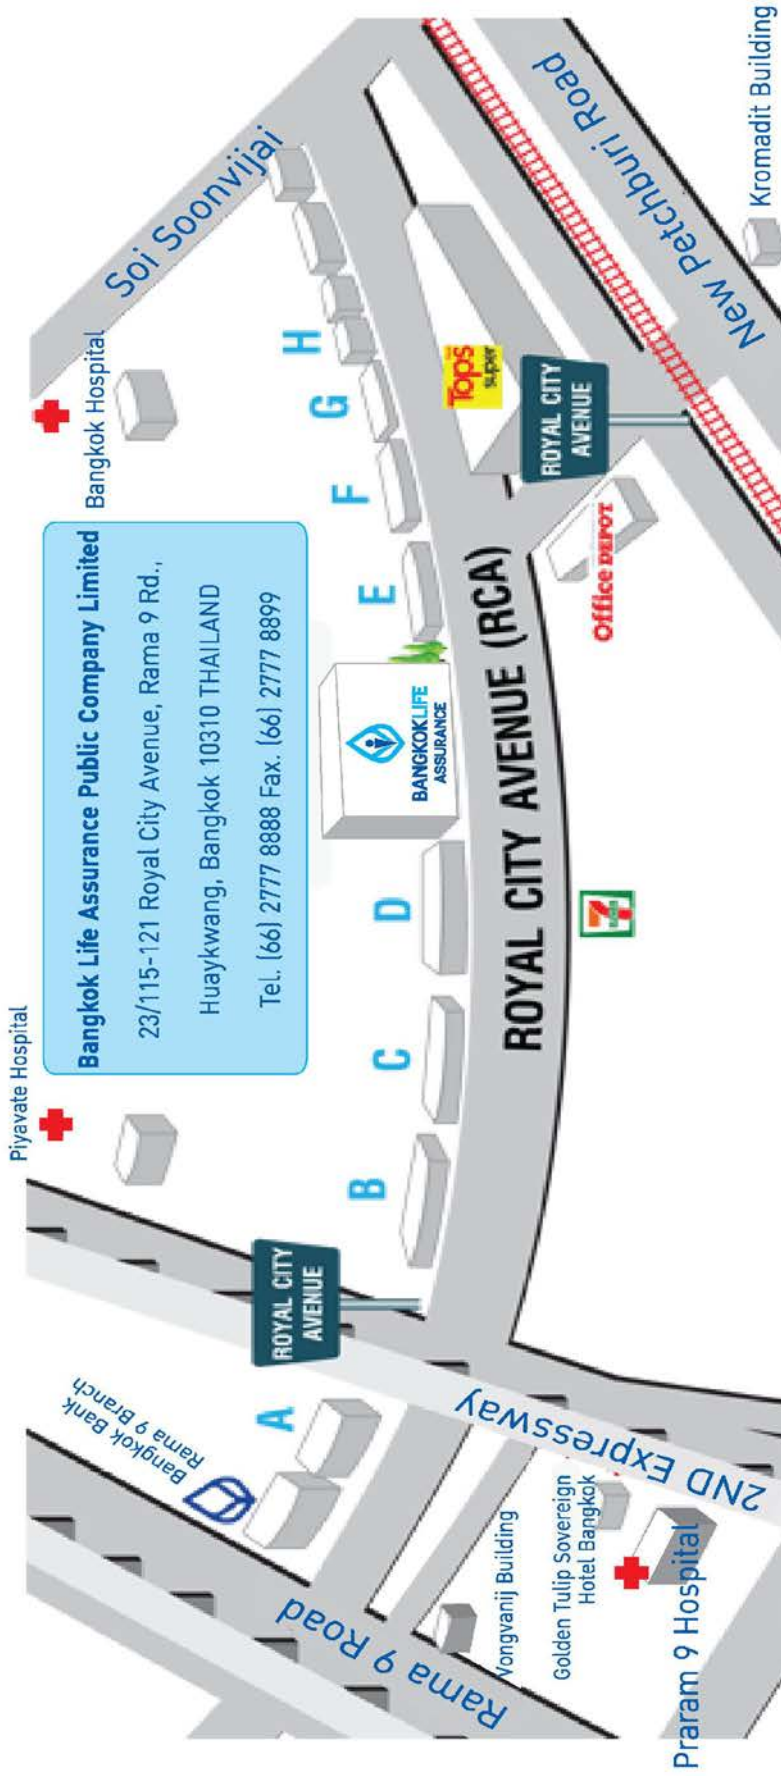 Piyavate Hospital
Bangkok Hospital
Soi Soonvijai
Bangkok Life Assurance Public Company Limited
23/115-121 Royal City Avenue, Rama 9 Rd.,
Huaykwang, Bangkok 10310 THAILAND
Tel. (66) 2777 8888 Fax. (66) 2777 8899
Bangkok Bank
Rama 9 Branch
ROYAL CITY
AVENUE
A
B
C
D
E
F
G
H
BANGKOKLIFE
ASSURANCE
Tops
super
ROYAL CITY
AVENUE
ROYAL CITY AVENUE (RCA)
Rama 9 Road
2ND Expressway
Vongvanij Building
Golden Tulip Sovereign
Hotel Bangkok
Praram 9 Hospital
7
Office DEPOT
New Petchburi Road
Kromadit Building